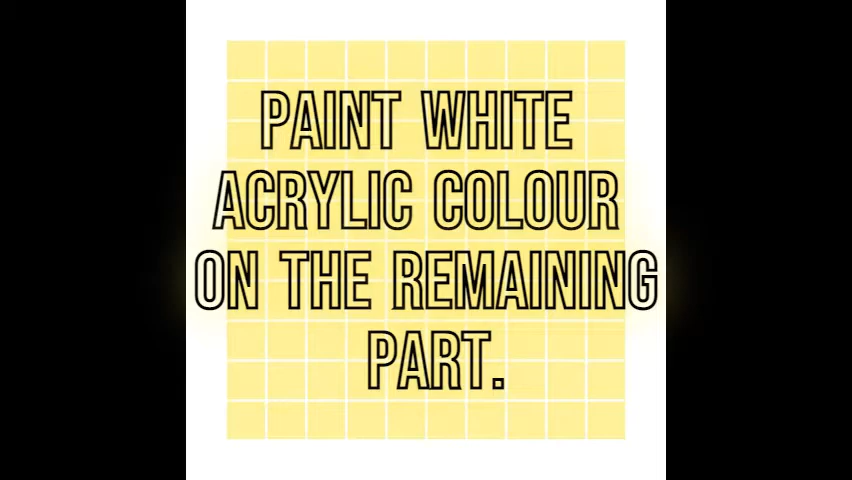 PAINT WHITE
ACRYLIC COLOUR
ON THE REMAINING
PART.